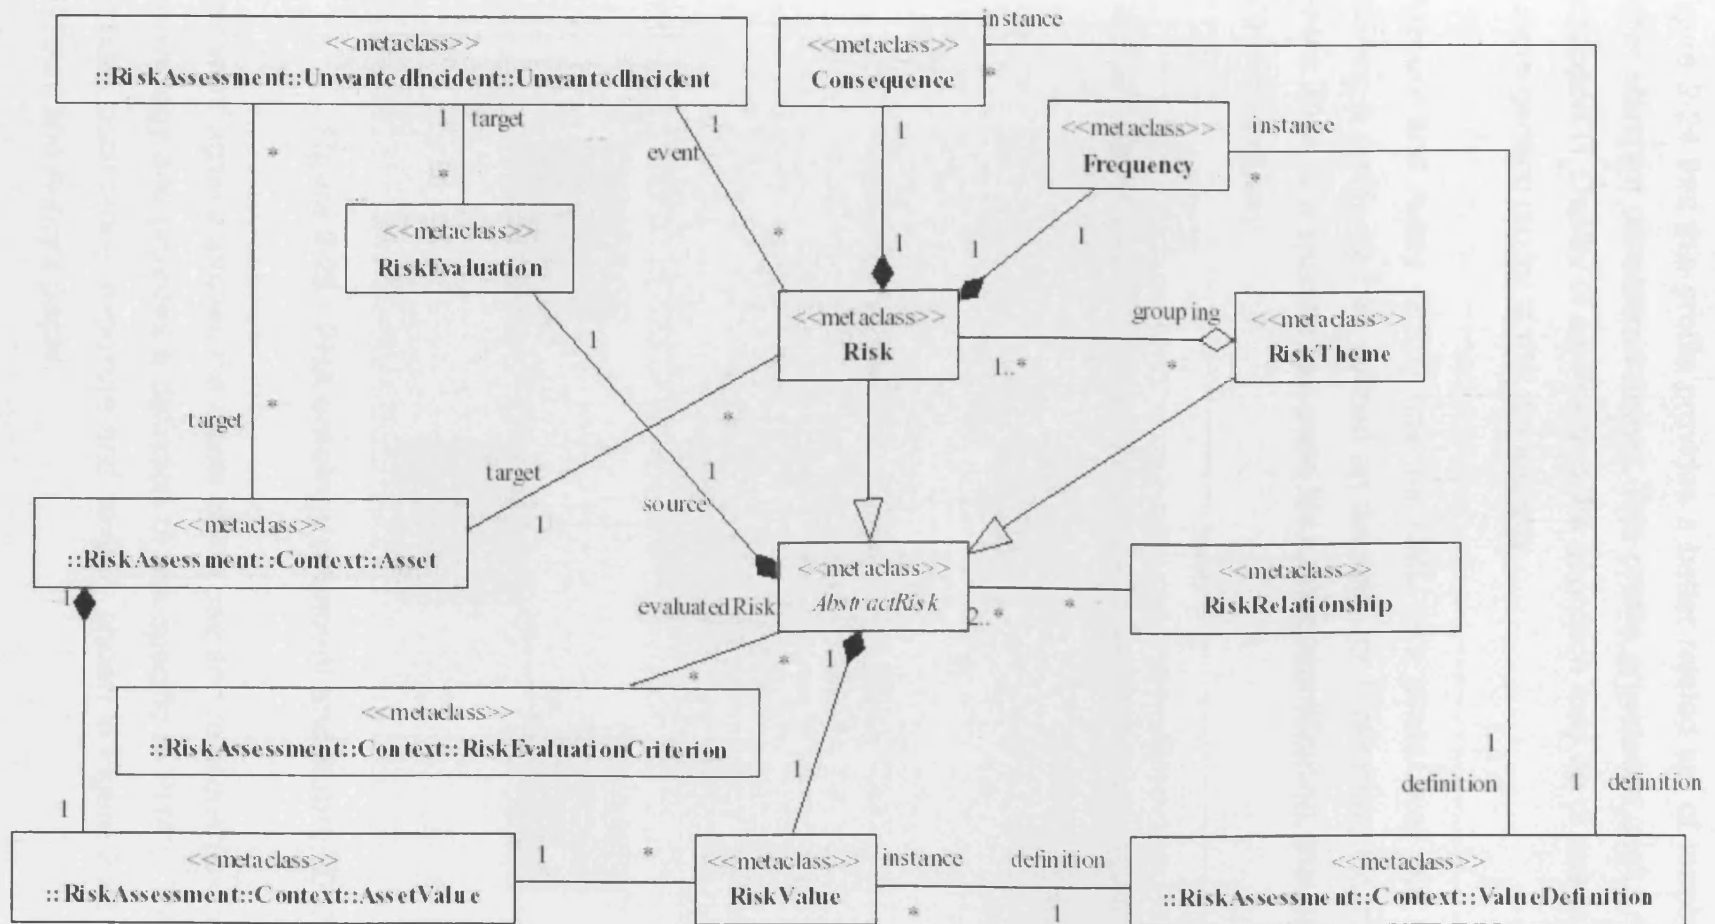 instance
<<metaclass>>
::RiskAssessment::UnwantedIncident::UnwantedIncident
<<metaclass>>
Consequence
*
1 target
1
1
event
<<metaclass>>
Frequency
instance
*
*
*
<<metaclass>>
RiskEvaluation
*
1
1
1
1
<<metaclass>>
Risk
grouping
<<metaclass>>
RiskTheme
1..*
*
target
*
*
1
target
1
source
1
<<metaclass>>
::RiskAssessment::Context::Asset
1
<<metaclass>>
AbstractRisk
evaluatedRisk
2..*
*
<<metaclass>>
RiskRelationship
*
*
1
<<metaclass>>
::RiskAssessment::Context::RiskEvaluationCriterion
1
1
1
definition
1 definition
<<metaclass>>
::RiskAssessment::Context::AssetValue
1
*
<<metaclass>>
RiskValue
instance
definition
*
1
<<metaclass>>
::RiskAssessment::Context::ValueDefinition